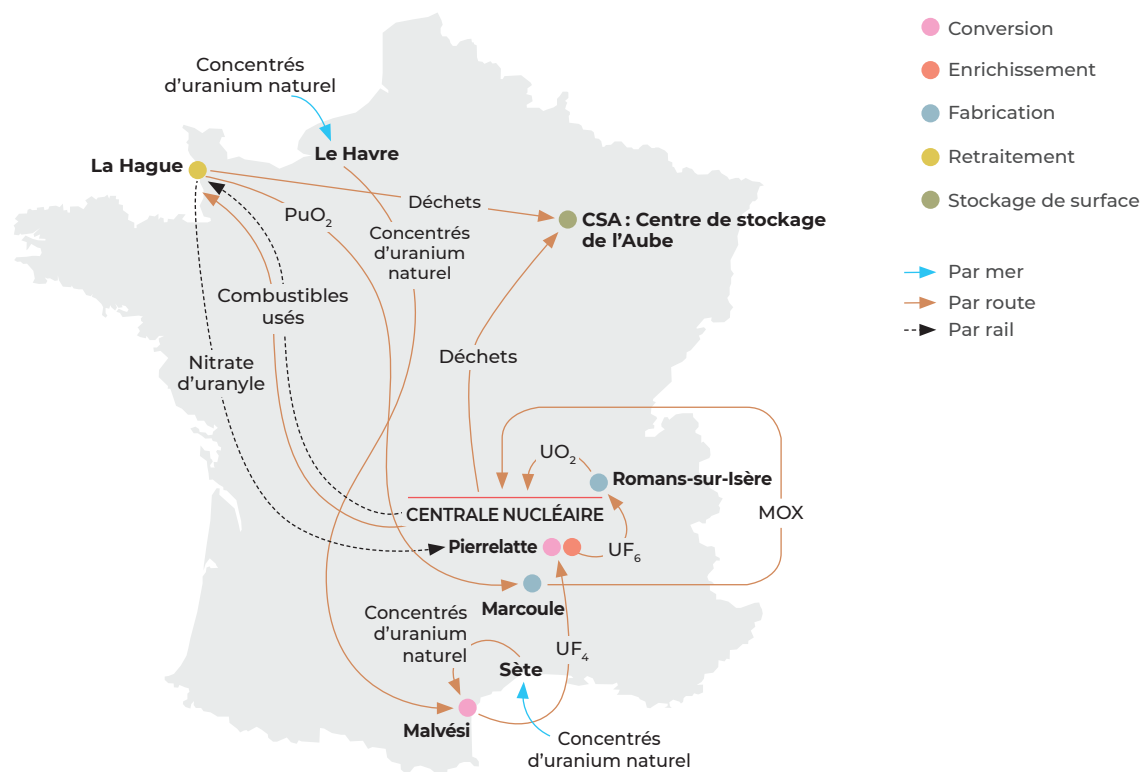 Concentrés
d'uranium naturel
Le Havre
La Hague
PuO₂
Déchets
CSA : Centre de stockage
de l'Aube
Concentrés
d'uranium
naturel
Combustibles
usés
Nitrate
d'uranyle
Déchets
UO₂
Romans-sur-Isère
CENTRALE NUCLÉAIRE
MOX
Pierrelatte
UF₆
Marcoule
Concentrés
d'uranium
naturel
UF₄
Sète
Malvési
Concentrés
d'uranium naturel
Conversion
Enrichissement
Fabrication
Retraitement
Stockage de surface
Par mer
Par route
Par rail